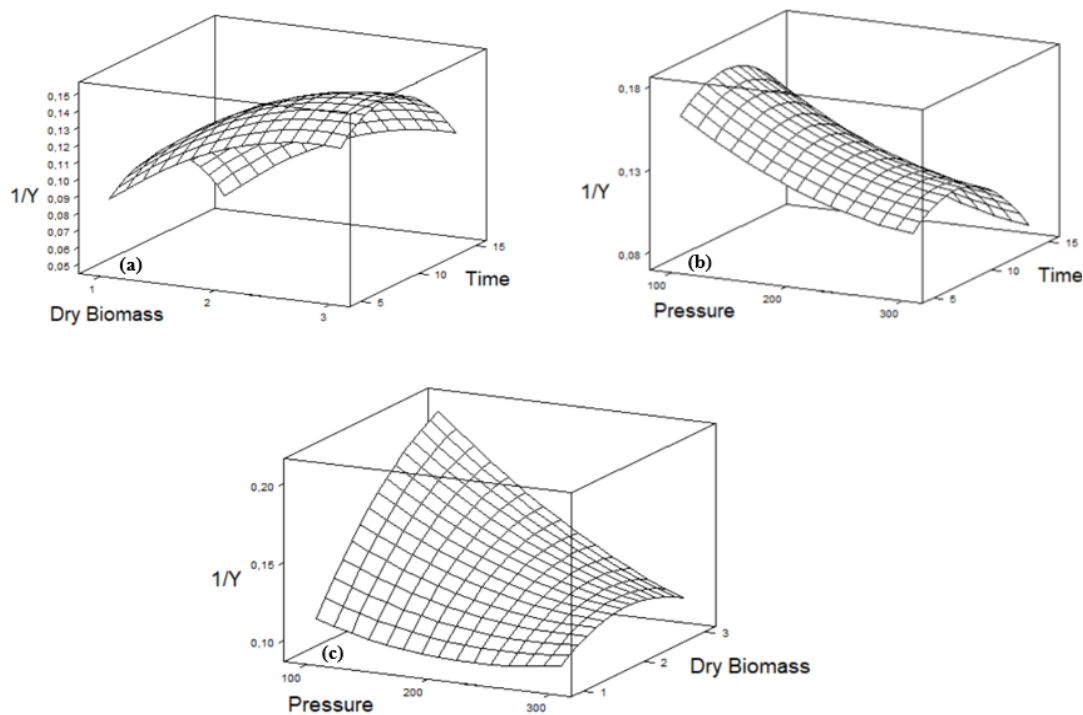 0,15
0,14
0,13
0,12
0,11
0,10
0,09
0,08
0,07
0,06
0,05
1/Y
(a)
1
2
3
Dry Biomass
5
10
15
Time
0,18
0,13
0,08
1/Y
(b)
100
200
300
Pressure
5
10
15
Time
0,20
0,15
0,10
1/Y
(c)
100
200
300
Pressure
1
2
3
Dry Biomass